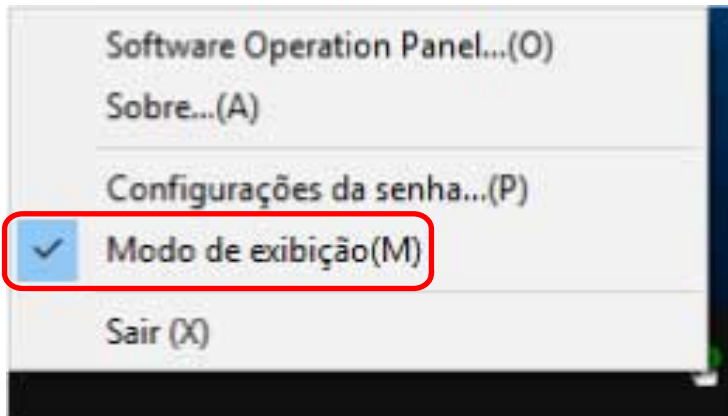 Software Operation Panel...(O)
Sobre...(A)
Configurações da senha...(P)
Modo de exibição(M)
Sair (X)